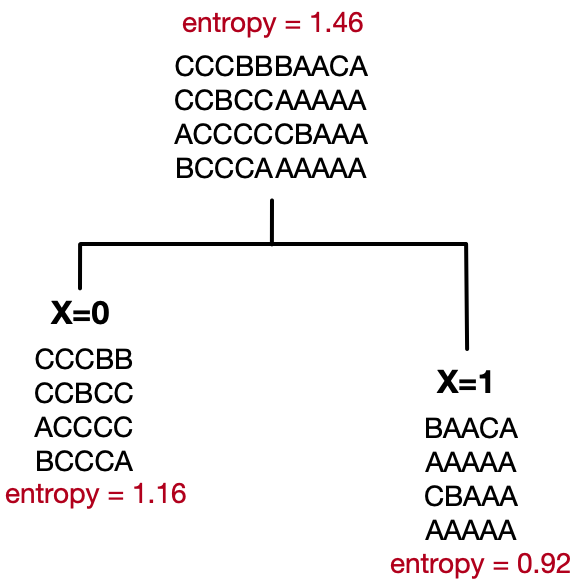 entropy = 1.46
CCCBBBAACA
CCBCCAAAAA
ACCCCCBAAA
BCCCAAAAAA
X=0
CCCBB
CCBCC
ACCCC
BCCCA
entropy = 1.16
X=1
BAACA
AAAAA
CBAAA
AAAAA
entropy = 0.92